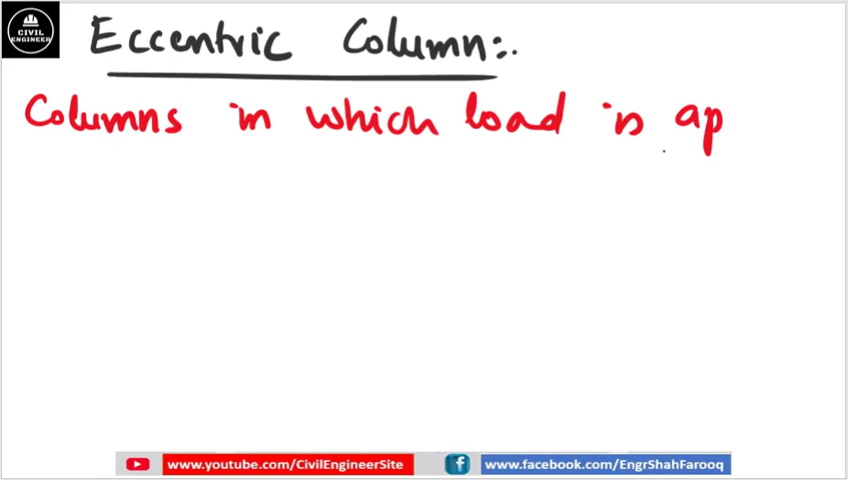 CIVIL
ENGINEER
Eccentric Column:.
Columns in which load is ap
www.youtube.com/CivilEngineerSite
www.facebook.com/EngrShahFarooq